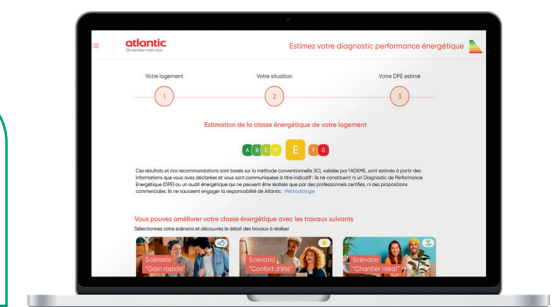 atlantic
On est bien chez vous.
Estimez votre diagnostic performance énergétique
Votre logement
Votre situation
Votre DPE estimé
1
2
3
Estimation de la classe énergétique de votre logement
A B C D E F G
Ces résultats et nos recommandations sont basés sur la méthode conventionnelle 3CL validée par l'ADEME, sont estimés à partir des
informations que vous avez déclarées et vous sont communiquées à titre indicatif : ils ne constituent ni un Diagnostic de Performance
Energétique (DPE) ou un audit énergétique qui ne peuvent être réalisés que par des professionnels certifiés, ni des propositions
commerciales. Ils ne sauraient engager la responsabilité de Atlantic. Méthodologie
Vous pouvez améliorer votre classe énergétique avec les travaux suivants
Sélectionnez votre scénario et découvrez le détail des travaux à réaliser
Scénario
"Gain rapide"
Scénario
"Confort d'été"
Scénario
"Chantier idéal"